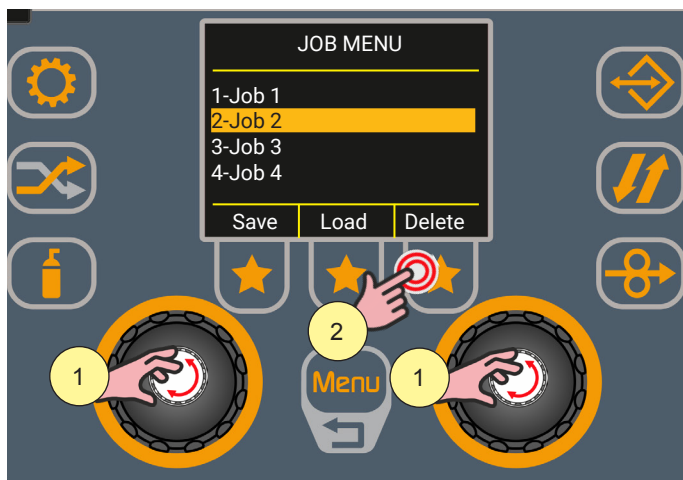 JOB MENU
1-Job 1
2-Job 2
3-Job 3
4-Job 4
Save Load Delete
2
1 1
Menu